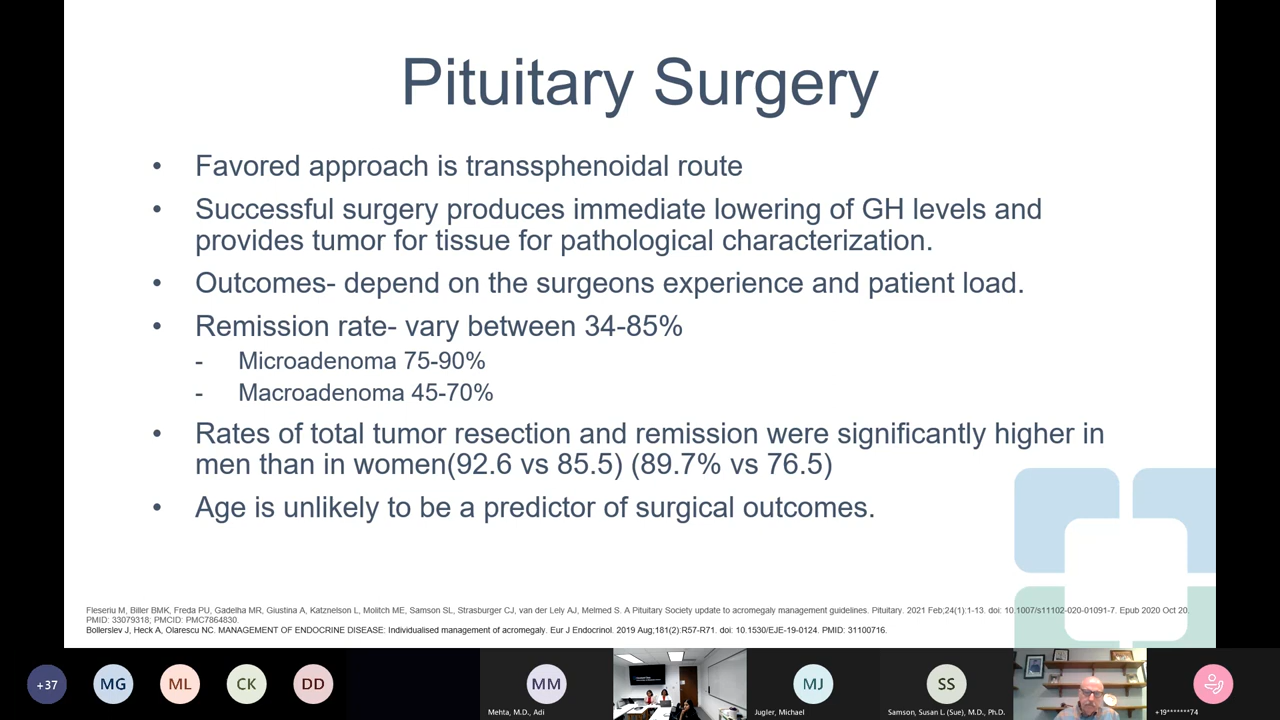 Pituitary Surgery
• Favored approach is transsphenoidal route
• Successful surgery produces immediate lowering of GH levels and
provides tumor for tissue for pathological characterization.
• Outcomes- depend on the surgeons experience and patient load.
• Remission rate- vary between 34-85%
- Microadenoma 75-90%
- Macroadenoma 45-70%
• Rates of total tumor resection and remission were significantly higher in
men than in women(92.6 vs 85.5) (89.7% vs 76.5)
• Age is unlikely to be a predictor of surgical outcomes.
Fleseriu M, Biller BMK, Freda PU, Gadelha MR, Giustina A, Katznelson L, Molitch ME, Samson SL, Strasburger CJ, van der Lely AJ, Melmed S. A Pituitary Society update to acromegaly management guidelines. Pituitary. 2021 Feb;24(1):1-13. doi: 10.1007/s11102-020-01091-7. Epub 2020 Oct 20.
PMID: 33079318; PMCID: PMC7864830.
Bollerslev J, Heck A, Olarescu NC. MANAGEMENT OF ENDOCRINE DISEASE: Individualised management of acromegaly. Eur J Endocrinol. 2019 Aug;181(2):R57-R71. doi: 10.1530/EJE-19-0124. PMID: 31100716.
+37
MG
ML
CK
DD
MM
MJ
SS
Mehta, M.D., Adi
Jugler, Michael
Samson, Susan L. (Sue), M.D., Ph.D.
+19*******74